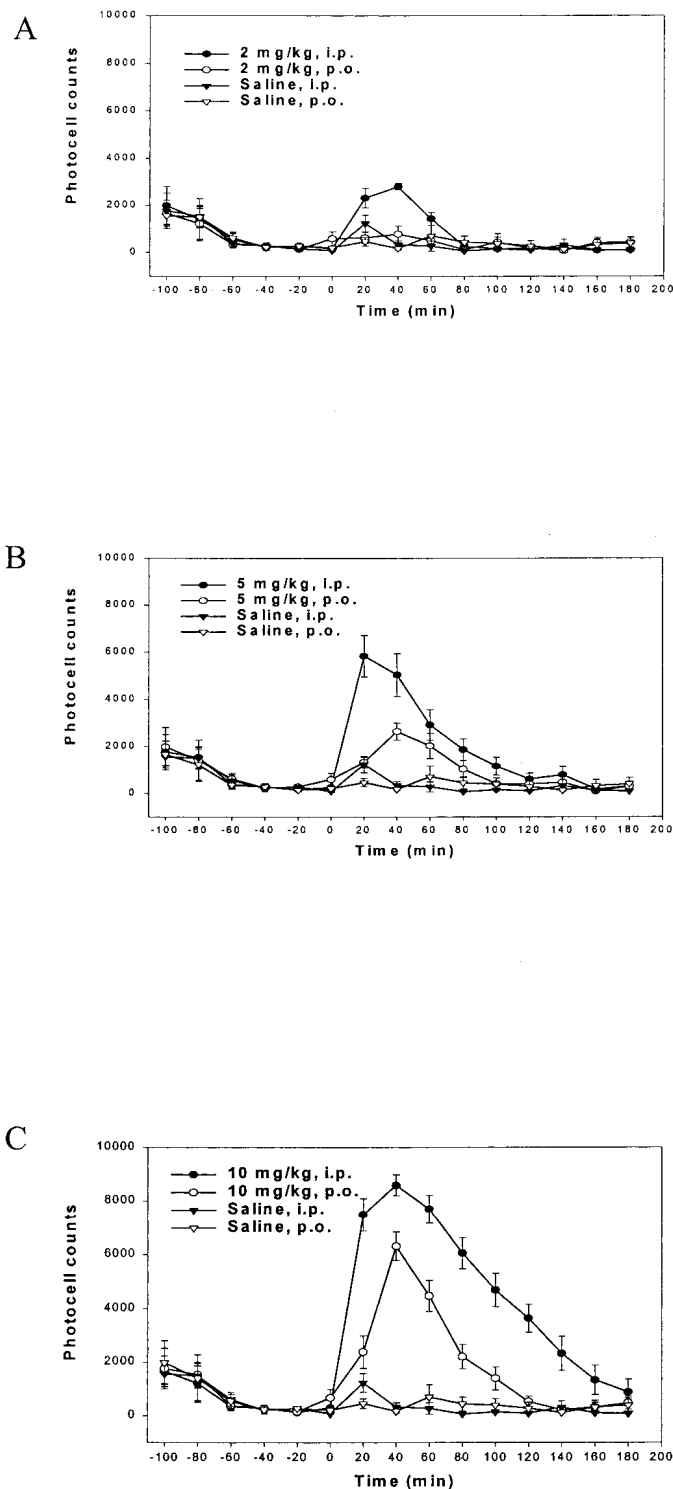 A
10000
8000
6000
4000
2000
0
Photocell counts
2 mg/kg, i.p.
2 mg/kg, p.o.
Saline, i.p.
Saline, p.o.
-100 -80 -60 -40 -20 0 20 40 60 80 100 120 140 160 180 200
Time (min)
B
10000
8000
6000
4000
2000
0
Photocell counts
5 mg/kg, i.p.
5 mg/kg, p.o.
Saline, i.p.
Saline, p.o.
-100 -80 -60 -40 -20 0 20 40 60 80 100 120 140 160 180 200
Time (min)
C
10000
8000
6000
4000
2000
0
Photocell counts
10 mg/kg, i.p.
10 mg/kg, p.o.
Saline, i.p.
Saline, p.o.
-100 -80 -60 -40 -20 0 20 40 60 80 100 120 140 160 180 200
Time (min)